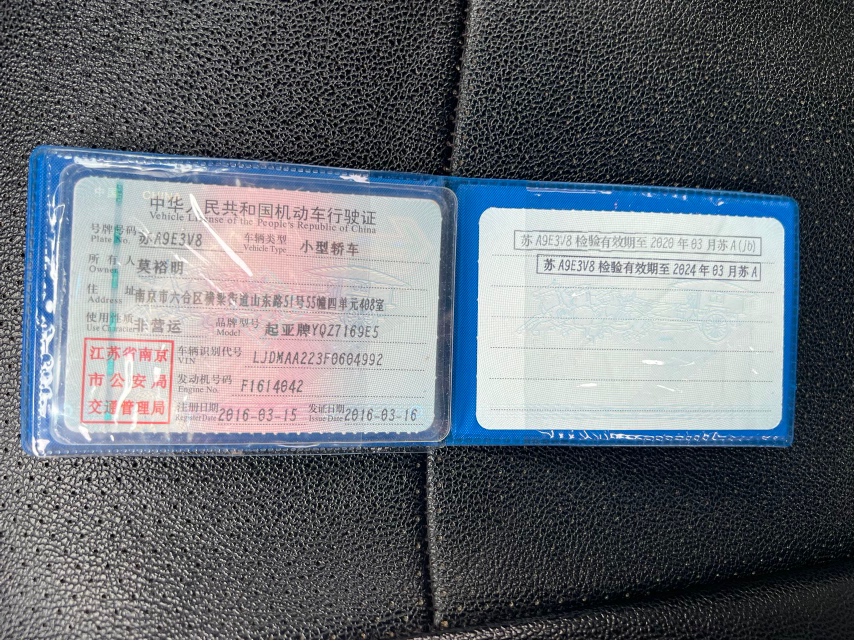 中国 CHINA
中华人民共和国机动车行驶证
Vehicle License of the People's Republic of China
号牌号码 Plate No. 苏A9E3V8 车辆类型 Vehicle Type 小型轿车
所有人 Owner 莫裕明
住址 Address 南京市六合区横梁街道山东路51号55幢四单元408室
使用性质 Use Character 非营运 品牌型号 Model 起亚牌YQZ7169E5
江苏省南京市公安局交通管理局
车辆识别代号 VIN LJDMAA223F0604992
发动机号码 Engine No. F1614042
注册日期 Register Date 2016-03-15 发证日期 Issue Date 2016-03-16
苏A9E3V8 检验有效期至2020年03月苏A(Jb)
苏A9E3V8 检验有效期至2024年03月苏A